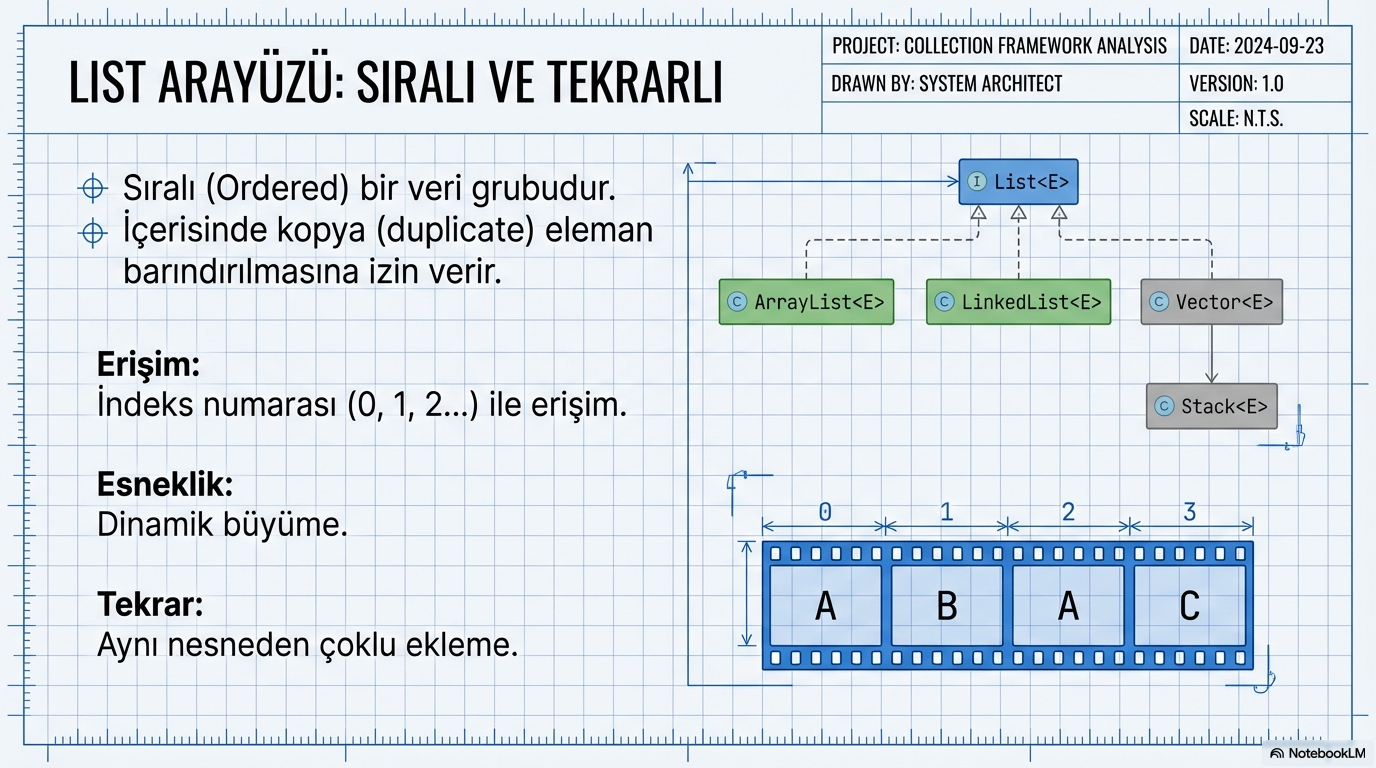 LIST ARAYÜZÜ: SIRALI VE TEKRARLI
PROJECT: COLLECTION FRAMEWORK ANALYSIS
DATE: 2024-09-23
DRAWN BY: SYSTEM ARCHITECT
VERSION: 1.0
SCALE: N.T.S.
Sıralı (Ordered) bir veri grubudur.
İçerisinde kopya (duplicate) eleman
barındırılmasına izin verir.
Erişim:
İndeks numarası (0, 1, 2...) ile erişim.
Esneklik:
Dinamik büyüme.
Tekrar:
Aynı nesneden çoklu ekleme.
I List<E>
C ArrayList<E>
C LinkedList<E>
C Vector<E>
C Stack<E>
0 1 2 3
A B A C
NotebookLM